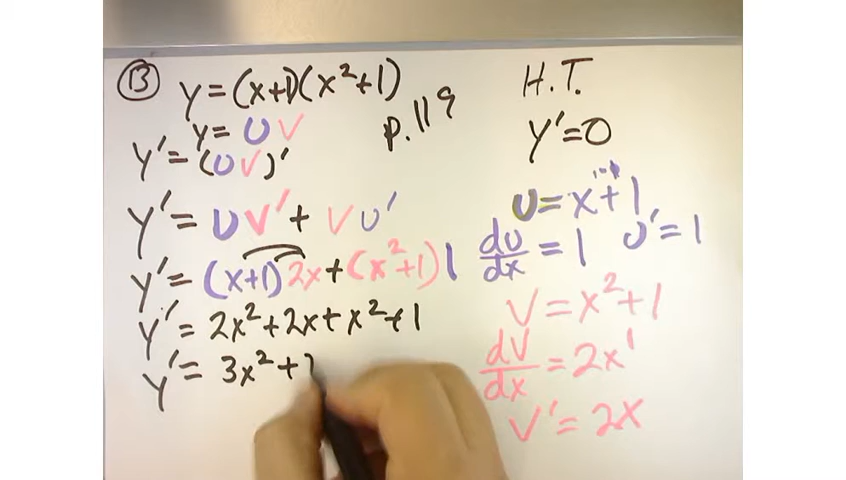 13 y=(x+1)(x²+1)
y= U V
p.119
y'=(UV)'
y'= UV'+ VU'
y'= (x+1)2x+(x²+1)1
y'= 2x²+2x+x²+1
y'= 3x²+
H.T.
y'=0
U=x+1
dU/dx = 1 U'=1
V=x²+1
dV/dx = 2x¹
V'=2x